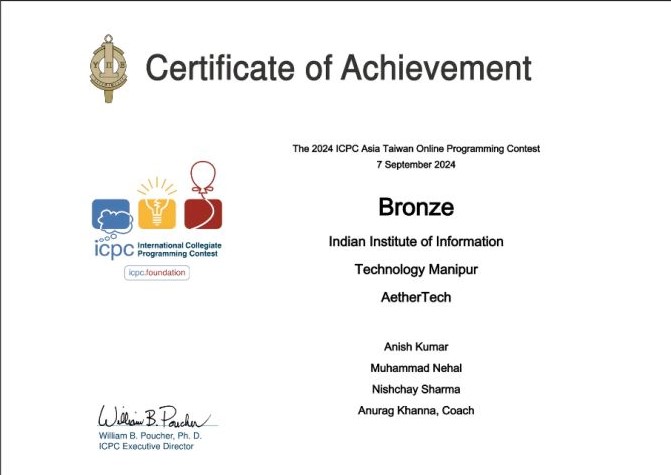 Certificate of Achievement
The 2024 ICPC Asia Taiwan Online Programming Contest
7 September 2024
Bronze
Indian Institute of Information
Technology Manipur
AetherTech
Anish Kumar
Muhammad Nehal
Nishchay Sharma
Anurag Khanna, Coach
icpc International Collegiate
Programming Contest
icpc.foundation
William B. Poucher
William B. Poucher, Ph. D.
ICPC Executive Director